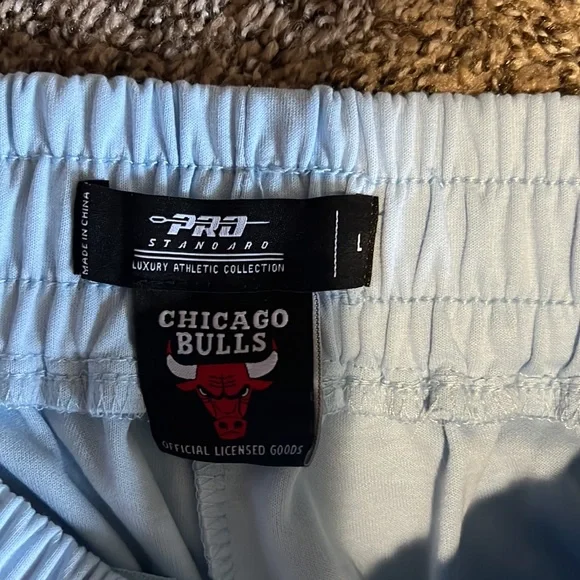 MADE IN CHINA
PRO
STANDARD
LUXURY ATHLETIC COLLECTION
L
CHICAGO
BULLS
OFFICIAL LICENSED GOODS